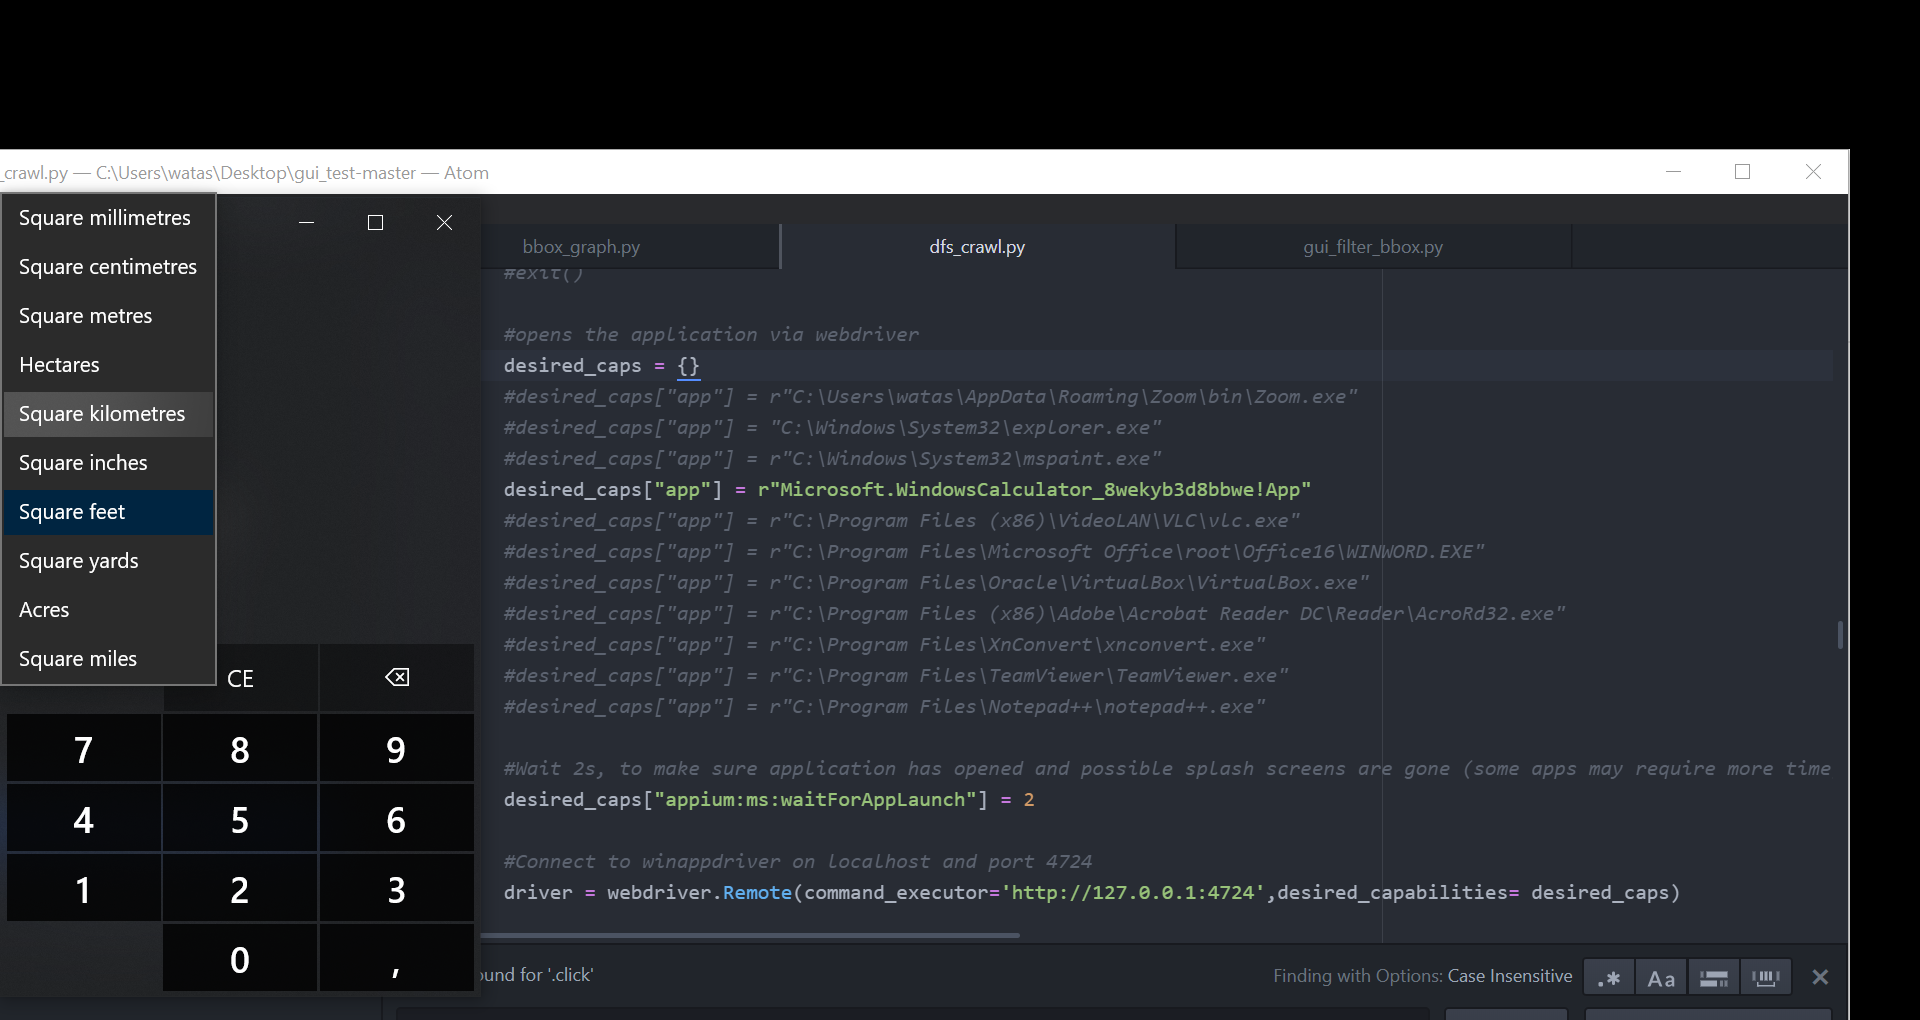 _crawl.py — C:\Users\watas\Desktop\gui_test-master — Atom
Square millimetres
Square centimetres
Square metres
Hectares
Square kilometres
Square inches
Square feet
Square yards
Acres
Square miles
CE
7 8 9
4 5 6
1 2 3
0 ,
bbox_graph.py dfs_crawl.py gui_filter_bbox.py
#exit()
#opens the application via webdriver
desired_caps = {}
#desired_caps["app"] = r"C:\Users\watas\AppData\Roaming\Zoom\bin\Zoom.exe"
#desired_caps["app"] = "C:\Windows\System32\explorer.exe"
#desired_caps["app"] = r"C:\Windows\System32\mspaint.exe"
desired_caps["app"] = r"Microsoft.WindowsCalculator_8wekyb3d8bbwe!App"
#desired_caps["app"] = r"C:\Program Files (x86)\VideoLAN\VLC\vlc.exe"
#desired_caps["app"] = r"C:\Program Files\Microsoft Office\root\Office16\WINWORD.EXE"
#desired_caps["app"] = r"C:\Program Files\Oracle\VirtualBox\VirtualBox.exe"
#desired_caps["app"] = r"C:\Program Files (x86)\Adobe\Acrobat Reader DC\Reader\AcroRd32.exe"
#desired_caps["app"] = r"C:\Program Files\XnConvert\xnconvert.exe"
#desired_caps["app"] = r"C:\Program Files\TeamViewer\TeamViewer.exe"
#desired_caps["app"] = r"C:\Program Files\Notepad++\notepad++.exe"
#Wait 2s, to make sure application has opened and possible splash screens are gone (some apps may require more time
desired_caps["appium:ms:waitForAppLaunch"] = 2
#Connect to winappdriver on localhost and port 4724
driver = webdriver.Remote(command_executor='http://127.0.0.1:4724',desired_capabilities= desired_caps)
ound for '.click'
Finding with Options: Case Insensitive
.* Aa